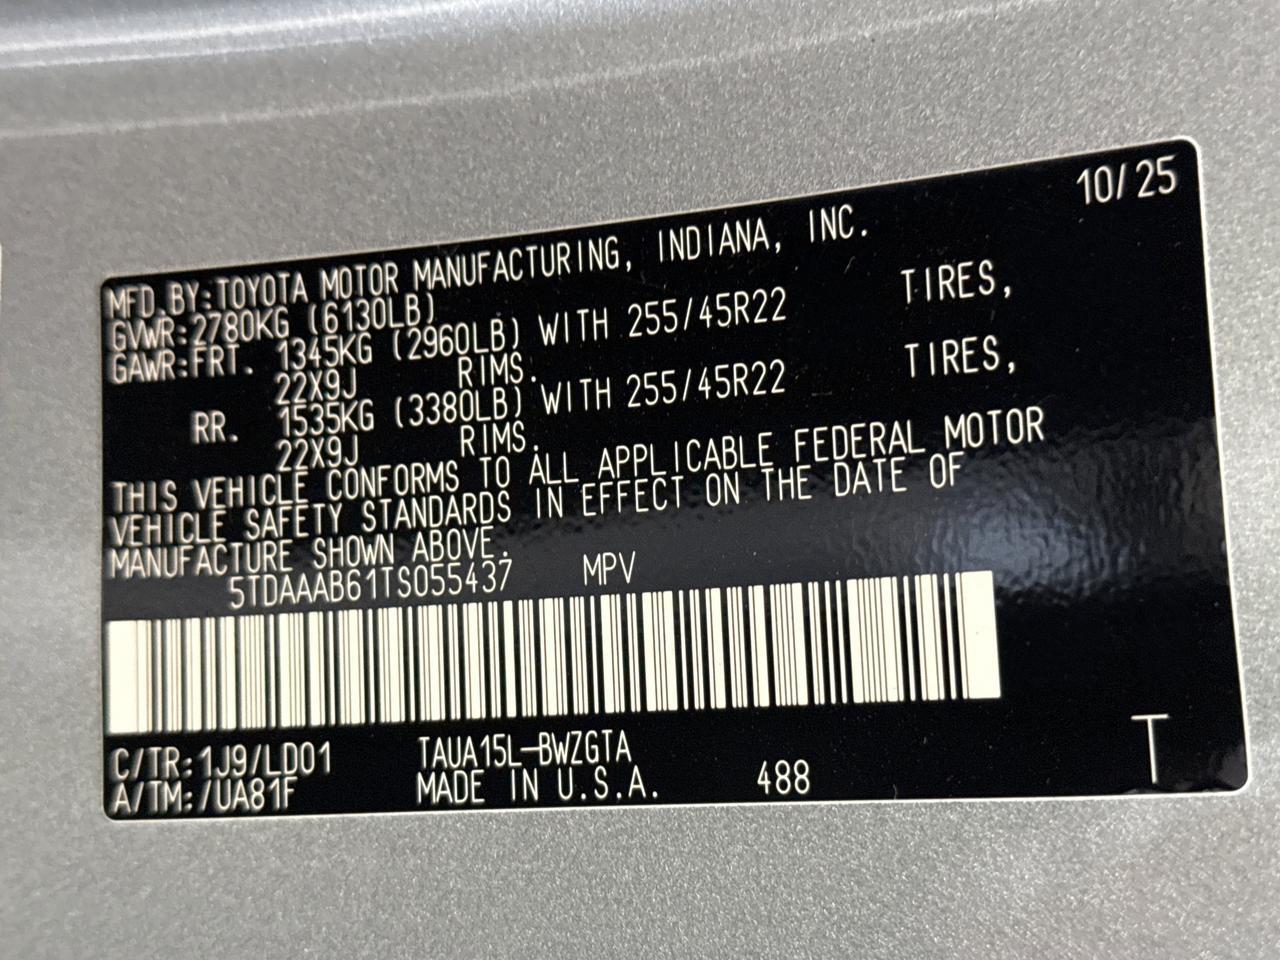 10/25
MFD.BY:TOYOTA MOTOR MANUFACTURING, INDIANA, INC.
GVWR:2780KG (6130LB)
GAWR:FRT. 1345KG (2960LB) WITH 255/45R22 TIRES,
22X9J RIMS.
RR. 1535KG (3380LB) WITH 255/45R22 TIRES,
22X9J RIMS.
THIS VEHICLE CONFORMS TO ALL APPLICABLE FEDERAL MOTOR
VEHICLE SAFETY STANDARDS IN EFFECT ON THE DATE OF
MANUFACTURE SHOWN ABOVE.
5TDAAAB61TS055437 MPV
C/TR:1J9/LD01 TAUA15L-BWZGTA
A/TM:/UA81F MADE IN U.S.A. 488 T